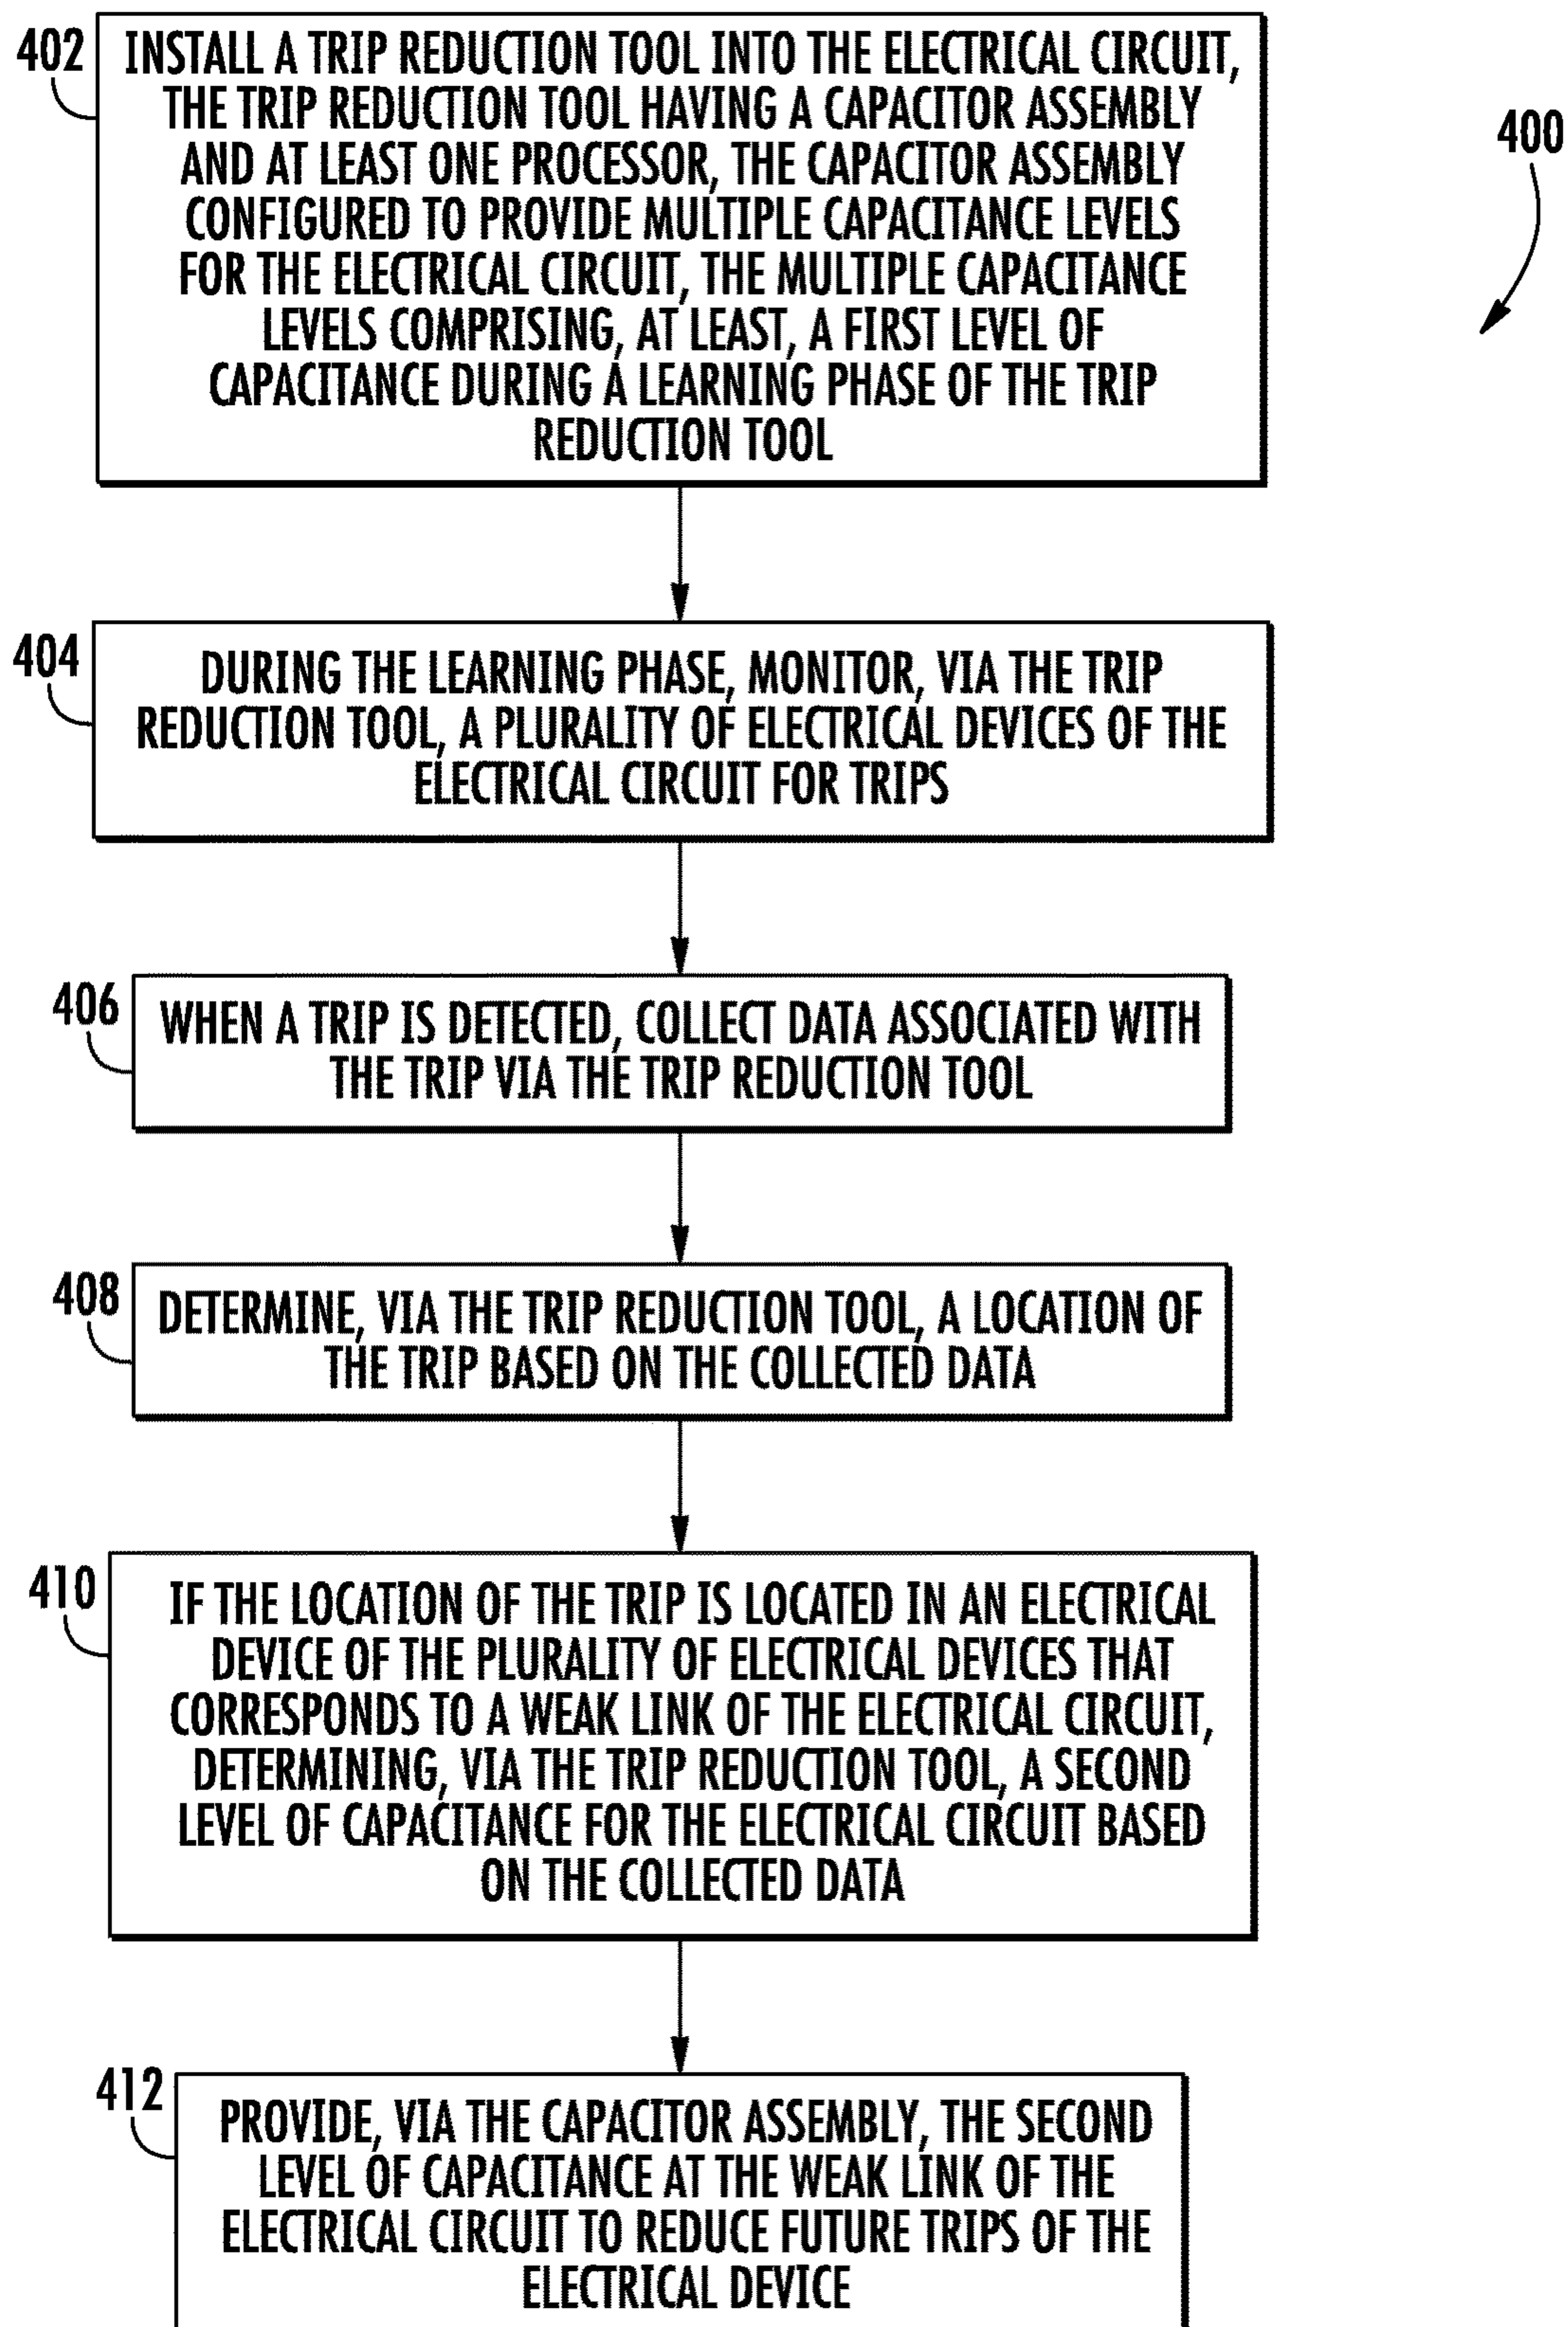 402
INSTALL A TRIP REDUCTION TOOL INTO THE ELECTRICAL CIRCUIT,
THE TRIP REDUCTION TOOL HAVING A CAPACITOR ASSEMBLY
AND AT LEAST ONE PROCESSOR, THE CAPACITOR ASSEMBLY
CONFIGURED TO PROVIDE MULTIPLE CAPACITANCE LEVELS
FOR THE ELECTRICAL CIRCUIT, THE MULTIPLE CAPACITANCE
LEVELS COMPRISING, AT LEAST, A FIRST LEVEL OF
CAPACITANCE DURING A LEARNING PHASE OF THE TRIP
REDUCTION TOOL
400
404
DURING THE LEARNING PHASE, MONITOR, VIA THE TRIP
REDUCTION TOOL, A PLURALITY OF ELECTRICAL DEVICES OF THE
ELECTRICAL CIRCUIT FOR TRIPS
406
WHEN A TRIP IS DETECTED, COLLECT DATA ASSOCIATED WITH
THE TRIP VIA THE TRIP REDUCTION TOOL
408
DETERMINE, VIA THE TRIP REDUCTION TOOL, A LOCATION OF
THE TRIP BASED ON THE COLLECTED DATA
410
IF THE LOCATION OF THE TRIP IS LOCATED IN AN ELECTRICAL
DEVICE OF THE PLURALITY OF ELECTRICAL DEVICES THAT
CORRESPONDS TO A WEAK LINK OF THE ELECTRICAL CIRCUIT,
DETERMINING, VIA THE TRIP REDUCTION TOOL, A SECOND
LEVEL OF CAPACITANCE FOR THE ELECTRICAL CIRCUIT BASED
ON THE COLLECTED DATA
412
PROVIDE, VIA THE CAPACITOR ASSEMBLY, THE SECOND
LEVEL OF CAPACITANCE AT THE WEAK LINK OF THE
ELECTRICAL CIRCUIT TO REDUCE FUTURE TRIPS OF THE
ELECTRICAL DEVICE